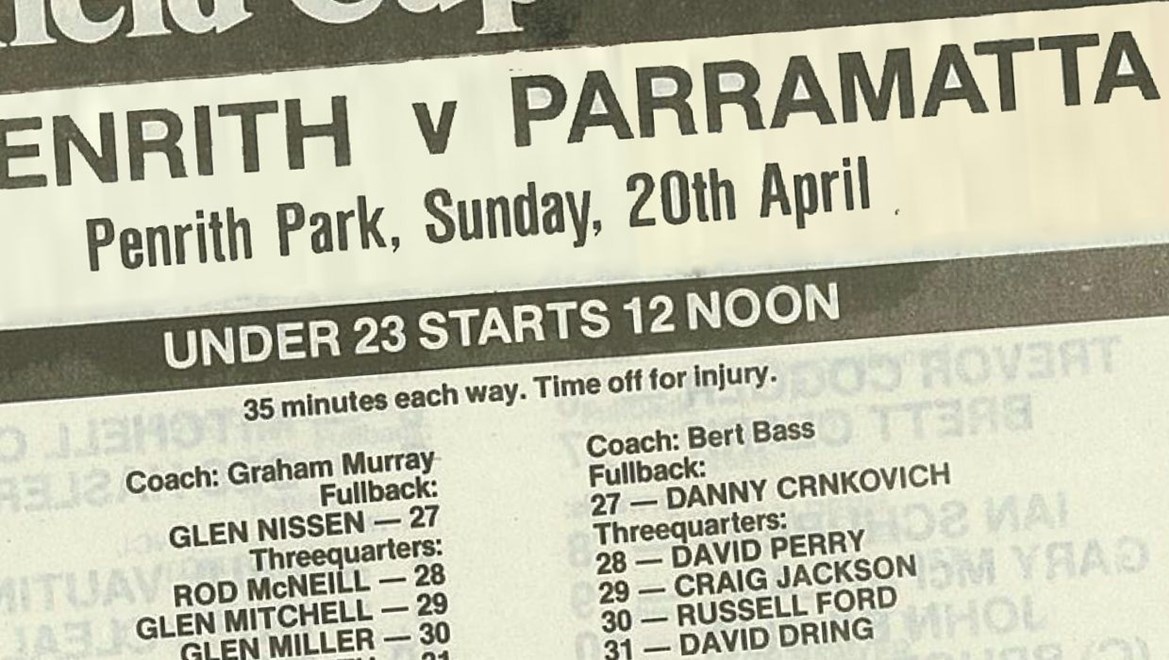 Cup
ENRITH v PARRAMATTA
Penrith Park, Sunday, 20th April
UNDER 23 STARTS 12 NOON
35 minutes each way. Time off for injury.
Coach: Graham Murray
Fullback:
GLEN NISSEN — 27
Threequarters:
ROD McNEILL — 28
GLEN MITCHELL — 29
GLEN MILLER — 30
Coach: Bert Bass
Fullback:
27 — DANNY CRNKOVICH
Threequarters:
28 — DAVID PERRY
29 — CRAIG JACKSON
30 — RUSSELL FORD
31 — DAVID DRING